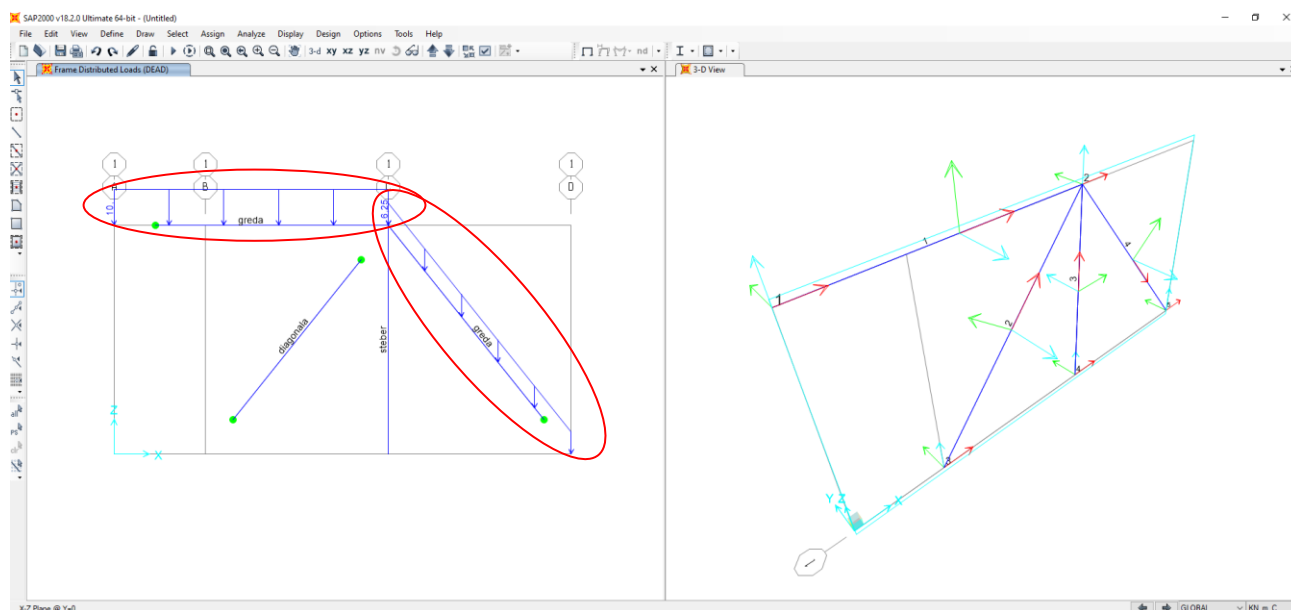 SAP2000 v18.2.0 Ultimate 64-bit - (Untitled)
File Edit View Define Draw Select Assign Analyze Display Design Options Tools Help
3-d xy xz yz nv nd
Frame Distributed Loads (DEAD)
3-D View
1 1 1 1
B D
10,
6.25
greda
diagonala
steber
greda
Z
X
2
1
1
4
3
2
5
4
3
Y Z X
all
PS
X-Z Plane @ Y=0
GLOBAL
KN, m, C